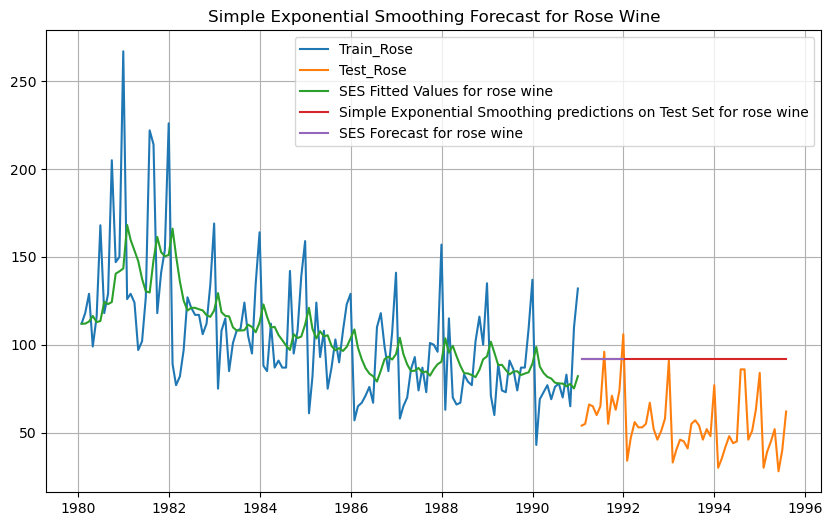 Simple Exponential Smoothing Forecast for Rose Wine
Train_Rose
Test_Rose
SES Fitted Values for rose wine
Simple Exponential Smoothing predictions on Test Set for rose wine
SES Forecast for rose wine
250
200
150
100
50
1980 1982 1984 1986 1988 1990 1992 1994 1996